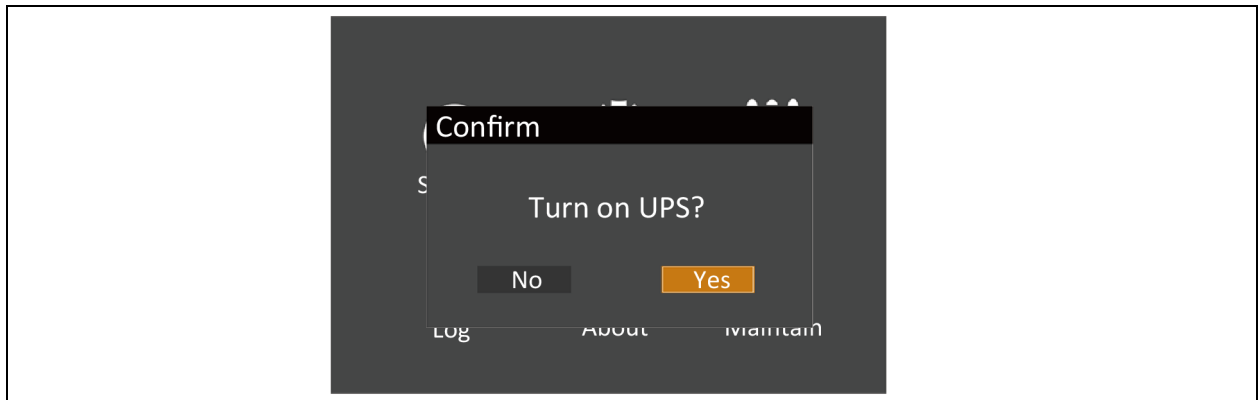 Confirm
S
Turn on UPS?
No Yes
Log About Maintain